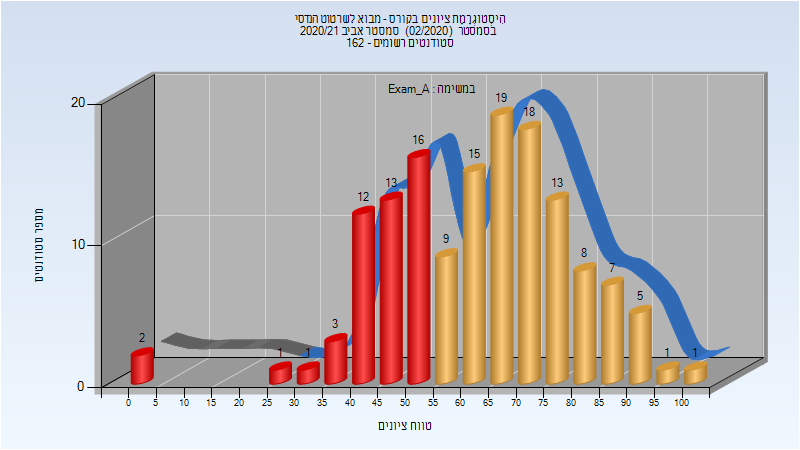 היסטוגרמת ציונים בקורס - מבוא לשרטוט הנדסי
בסמסטר (02/2020) סמסטר אביב 2020/21
סטודנטים רשומים - 162
במשימה : Exam_A
20
10
0
מספר סטודנטים
2
1
1
3
12
13
16
9
15
19
18
13
8
7
5
1
1
0 5 10 15 20 25 30 35 40 45 50 55 60 65 70 75 80 85 90 95 100
טווח ציונים